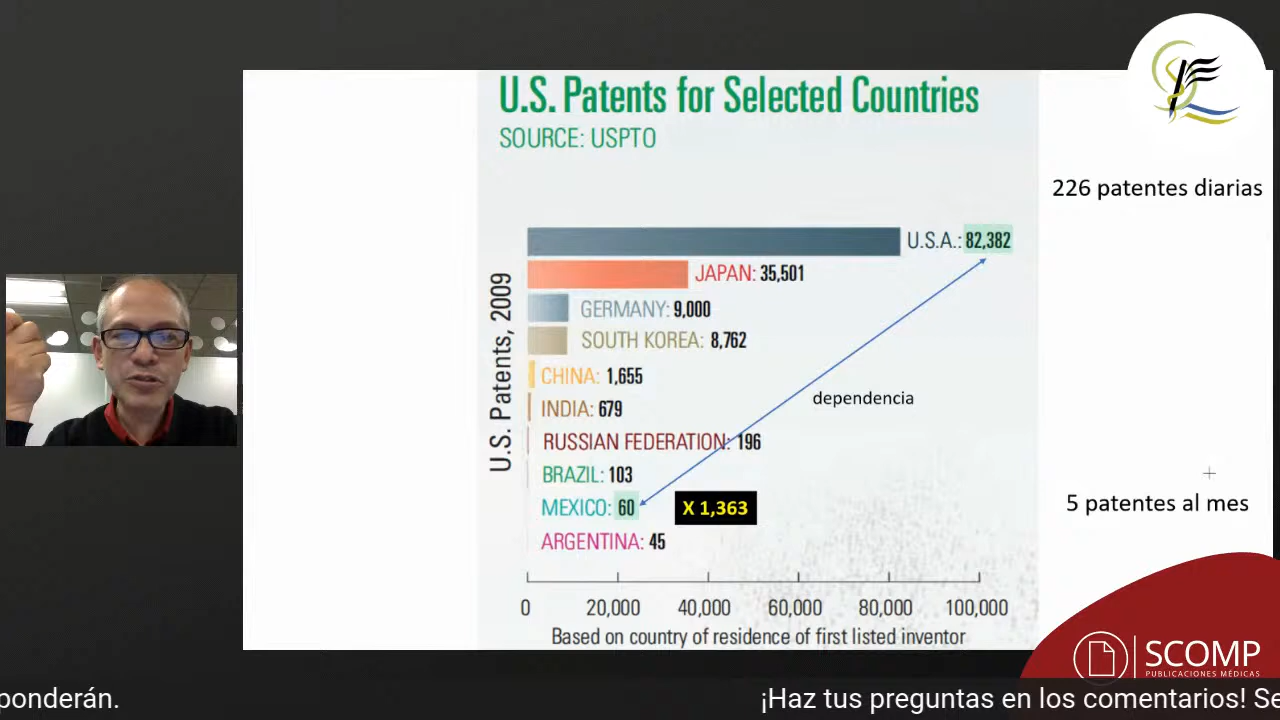 U.S. Patents for Selected Countries
SOURCE: USPTO
226 patentes diarias
U.S. Patents, 2009
U.S.A.: 82,382
JAPAN: 35,501
GERMANY: 9,000
SOUTH KOREA: 8,762
CHINA: 1,655
dependencia
INDIA: 679
RUSSIAN FEDERATION: 196
BRAZIL: 103
MEXICO: 60
X 1,363
5 patentes al mes
ARGENTINA: 45
0 20,000 40,000 60,000 80,000 100,000
Based on country of residence of first listed inventor
SCOMP
PUBLICACIONES MÉDICAS
ponderán.
¡Haz tus preguntas en los comentarios! Se